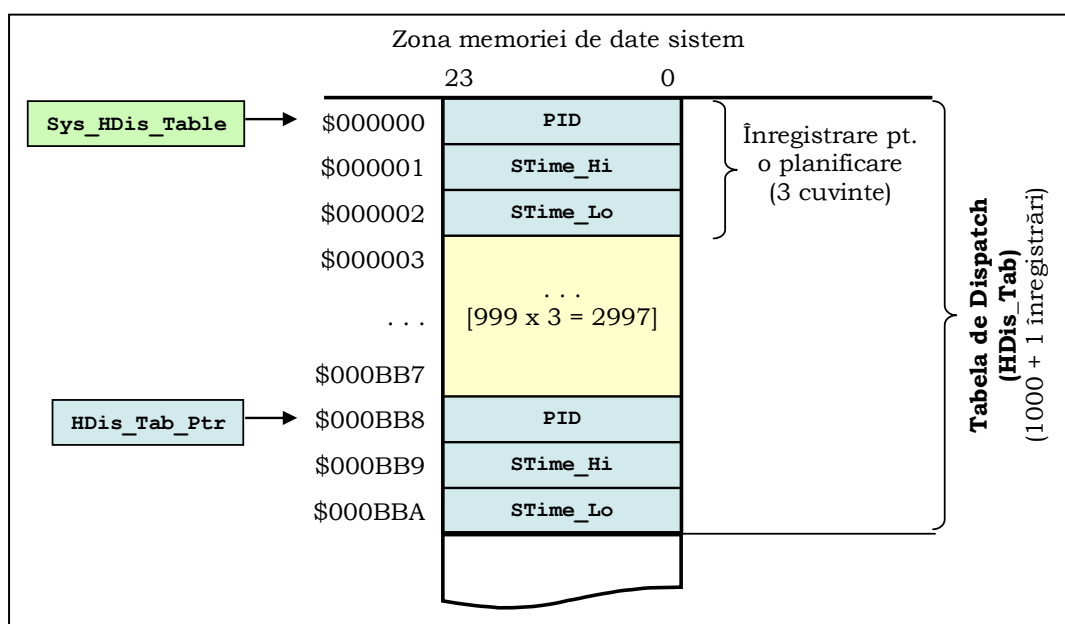 Zona memoriei de date sistem
23 0
Sys_HDis_Table
$000000 PID
$000001 STime_Hi
$000002 STime_Lo
Înregistrare pt.
o planificare
(3 cuvinte)
$000003
. . .
. . . [999 x 3 = 2997]
$000BB7
HDis_Tab_Ptr
$000BB8 PID
$000BB9 STime_Hi
$000BBA STime_Lo
Tabela de Dispatch
(HDis_Tab)
(1000 + 1 înregistrări)